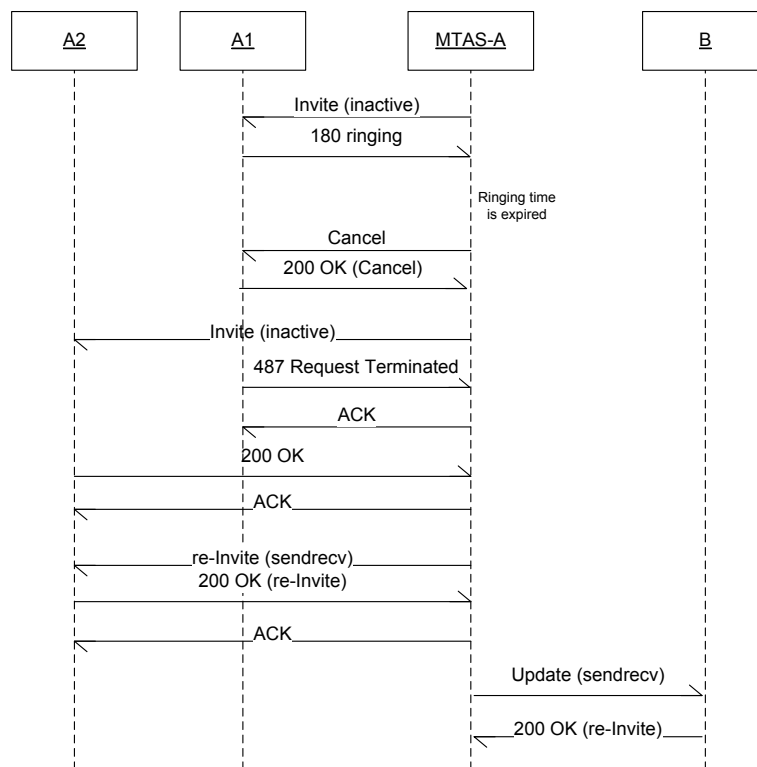 A2
A1
MTAS-A
B
Invite (inactive)
180 ringing
Ringing time
is expired
Cancel
200 OK (Cancel)
Invite (inactive)
487 Request Terminated
ACK
200 OK
ACK
re-Invite (sendrecv)
200 OK (re-Invite)
ACK
Update (sendrecv)
200 OK (re-Invite)